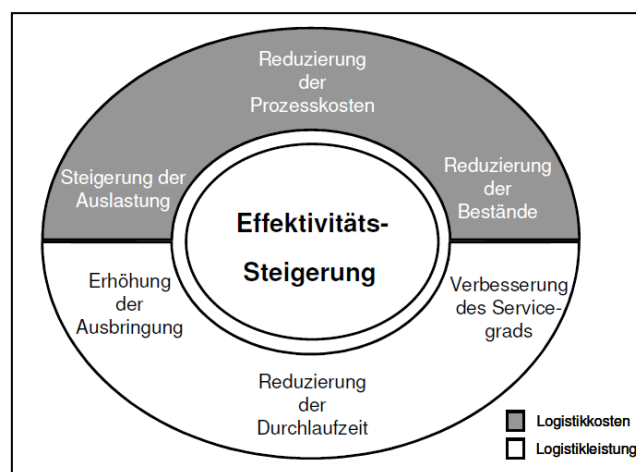 Reduzierung
der
Prozesskosten
Steigerung der
Auslastung
Reduzierung
der
Bestände
Effektivitäts-
Steigerung
Erhöhung
der
Ausbringung
Verbesserung
des Service-
grads
Reduzierung
der
Durchlaufzeit
Logistikkosten
Logistikleistung